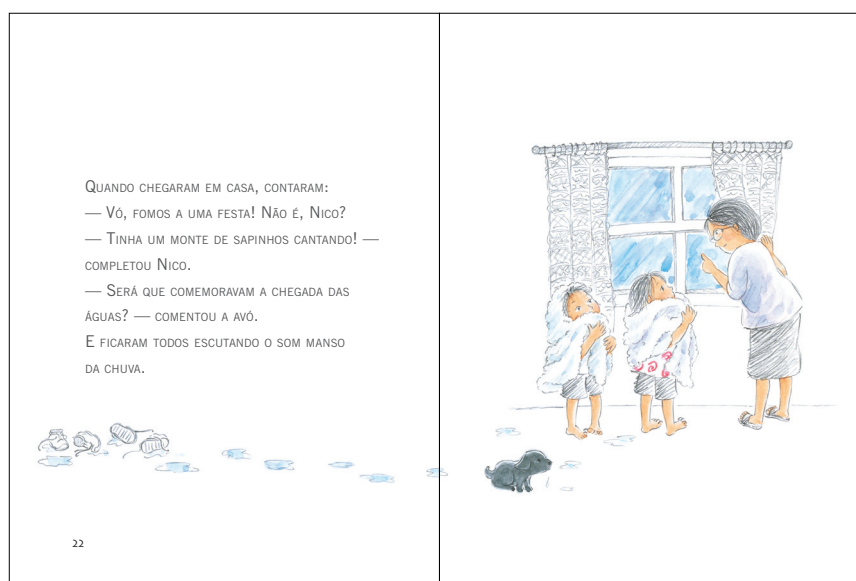 QUANDO CHEGARAM EM CASA, CONTARAM:
— VÓ, FOMOS A UMA FESTA! NÃO É, NICO?
— TINHA UM MONTE DE SAPINHOS CANTANDO! —
COMPLETOU NICO.
— SERÁ QUE COMEMORAVAM A CHEGADA DAS
ÁGUAS? — COMENTOU A AVÓ.
E FICARAM TODOS ESCUTANDO O SOM MANSO
DA CHUVA.
22